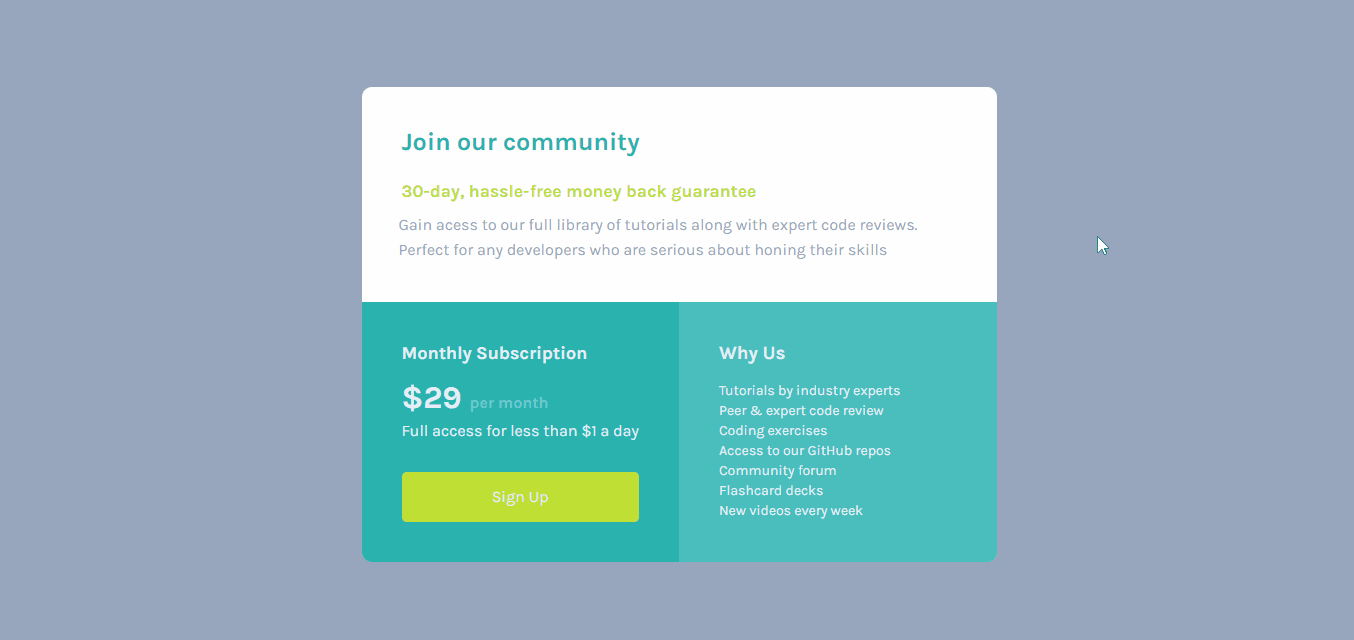 Join our community
30-day, hassle-free money back guarantee
Gain acess to our full library of tutorials along with expert code reviews.
Perfect for any developers who are serious about honing their skills
Monthly Subscription
$29 per month
Full access for less than $1 a day
Sign Up
Why Us
Tutorials by industry experts
Peer & expert code review
Coding exercises
Access to our GitHub repos
Community forum
Flashcard decks
New videos every week